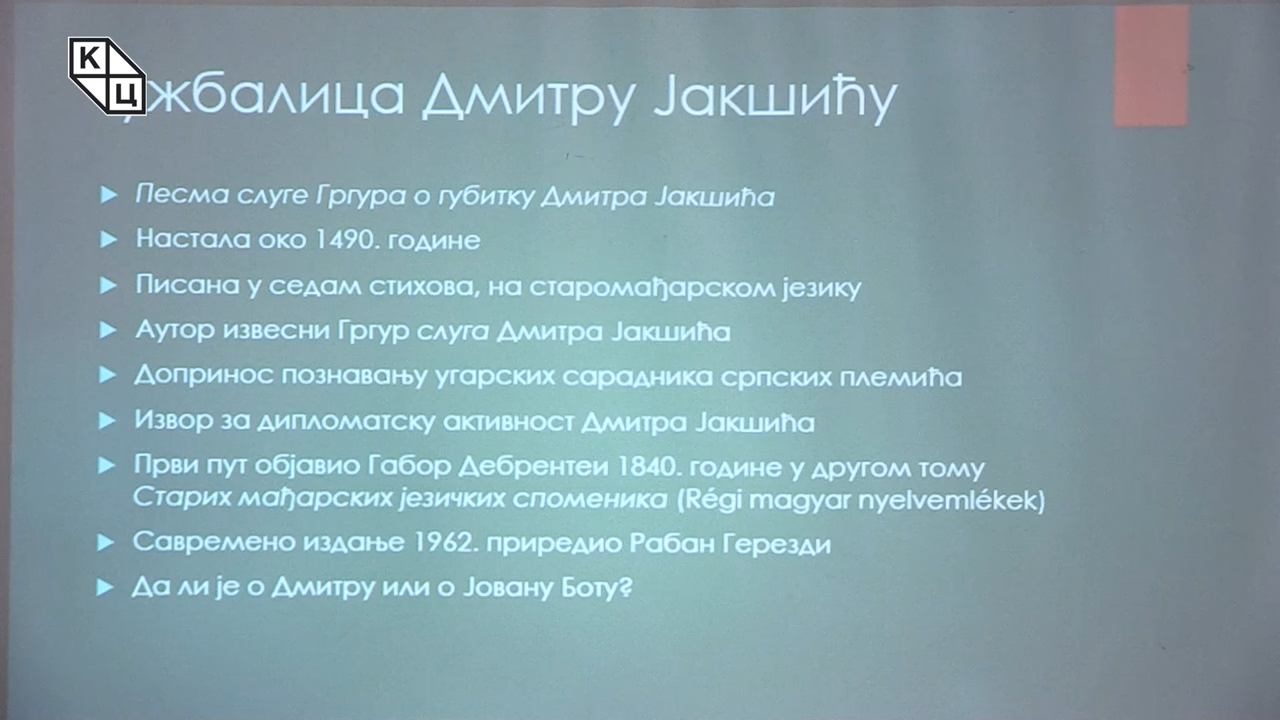 КЦ
Дмитру Јакшићу
Песма слуге Гргура о губитку Дмитра Јакшића
Настала око 1490. године
Писана у седам стихова, на старомађарском језику
Аутор извесни Гргур слуга Дмитра Јакшића
Допринос познавању угарских сарадника српских племића
Извор за дипломатску активност Дмитра Јакшића
Први пут објавио Габор Дебрентеи 1840. године у другом тому
Старих мађарских језичких споменика (Régi magyar nyelvemlékek)
Савремено издање 1962. приредио Рабан Герезди
Да ли је о Дмитру или о Јовану Боту?